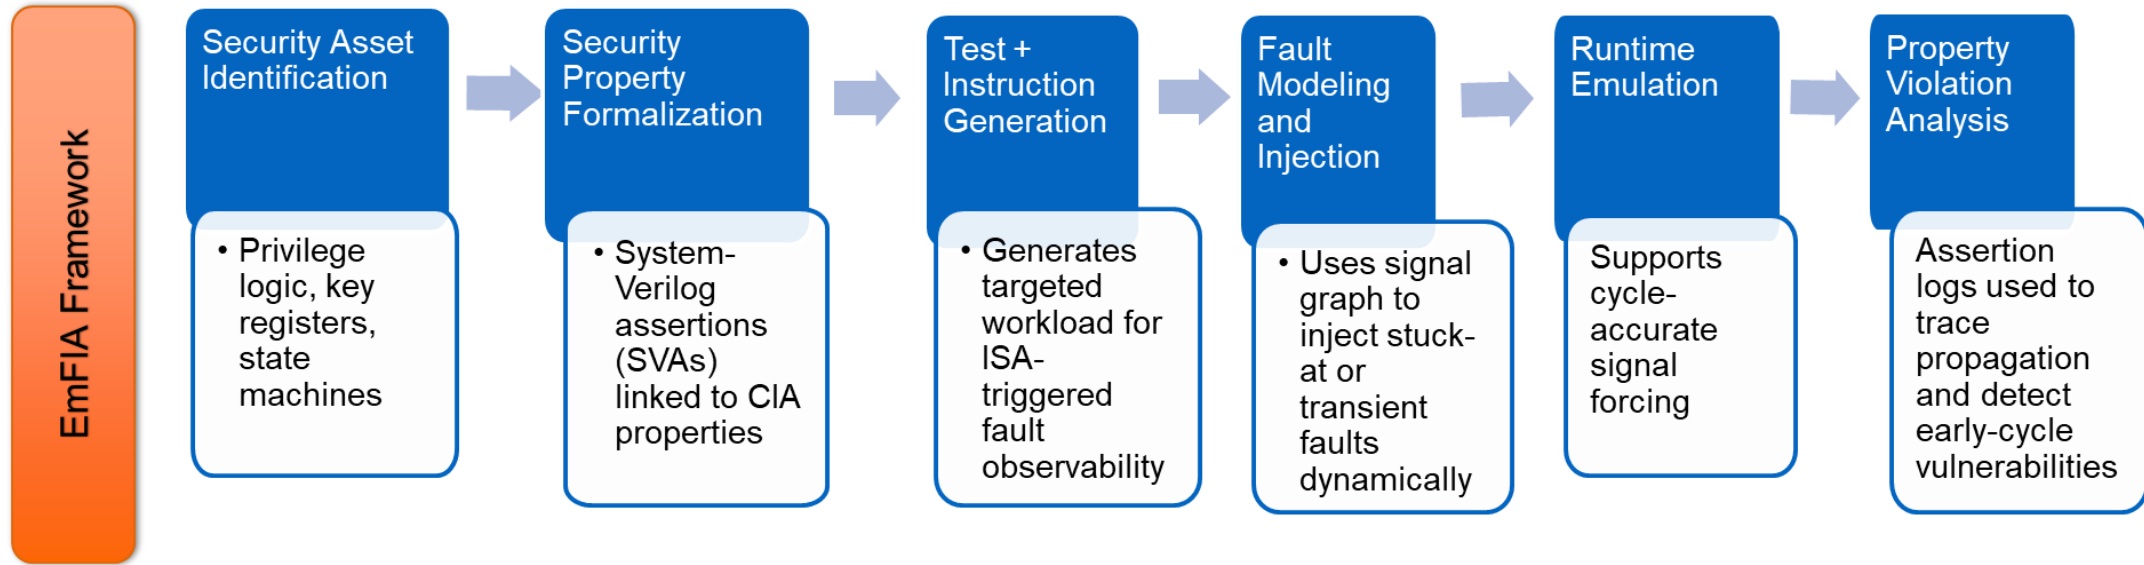 EmFIA Framework
Security Asset
Identification
• Privilege
logic, key
registers,
state
machines
Security
Property
Formalization
• System-
Verilog
assertions
(SVAs)
linked to CIA
properties
Test +
Instruction
Generation
• Generates
targeted
workload for
ISA-
triggered
fault
observability
Fault
Modeling
and
Injection
• Uses signal
graph to
inject stuck-
at or
transient
faults
dynamically
Runtime
Emulation
Supports
cycle-
accurate
signal
forcing
Property
Violation
Analysis
Assertion
logs used to
trace
propagation
and detect
early-cycle
vulnerabilities